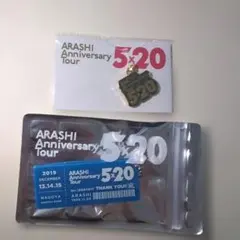 ARASHI
Anniversary
Tour
5×20
5×20
ARASHI
Anniversary
Tour
5×20
2019
DECEMBER
13.14.15
NAGOYA
ARASHI
Anniversary
Tour
5×20
THANK YOU!